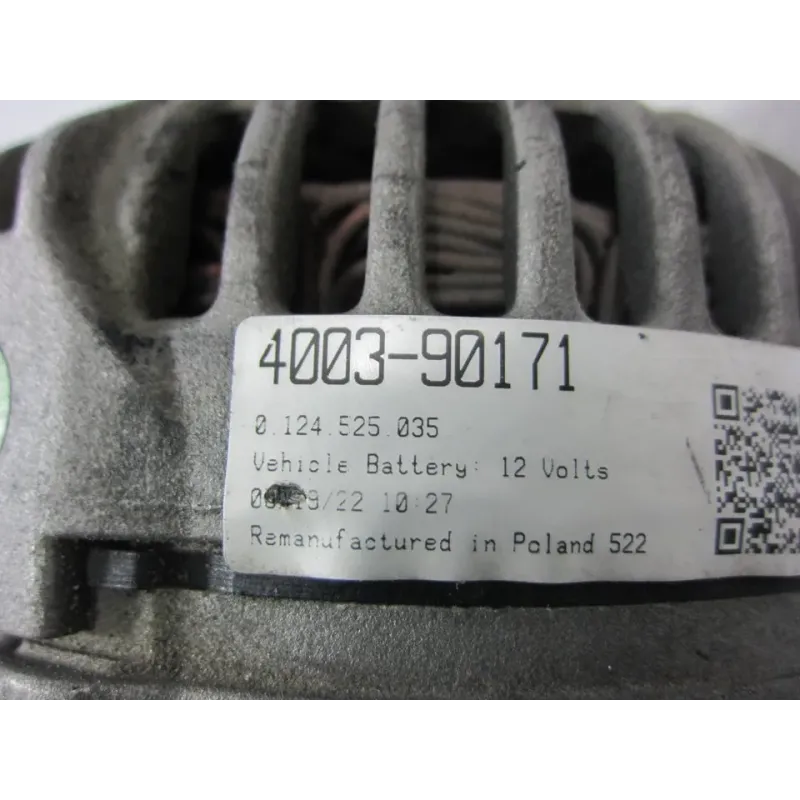 4003-90171
0.124.525.035
Vehicle Battery: 12 Volts
10:27
Remanufactured in Poland 522